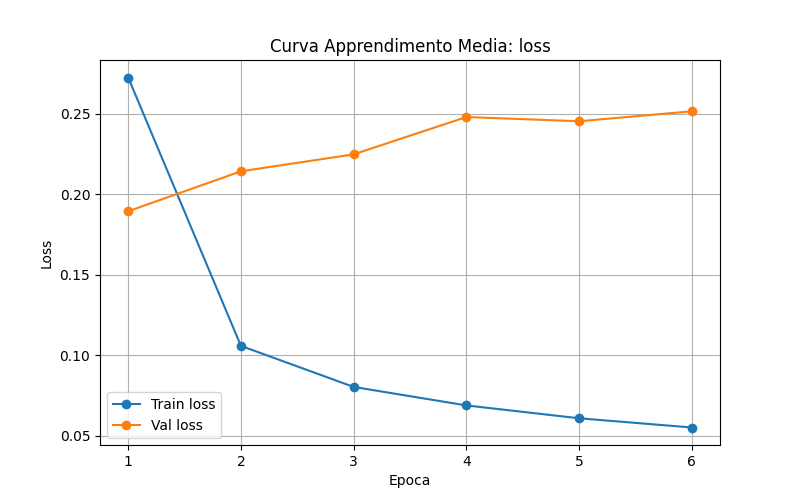 Curva Apprendimento Media: loss
Loss
0.25
0.20
0.15
0.10
0.05
Train loss
Val loss
1 2 3 4 5 6
Epoca